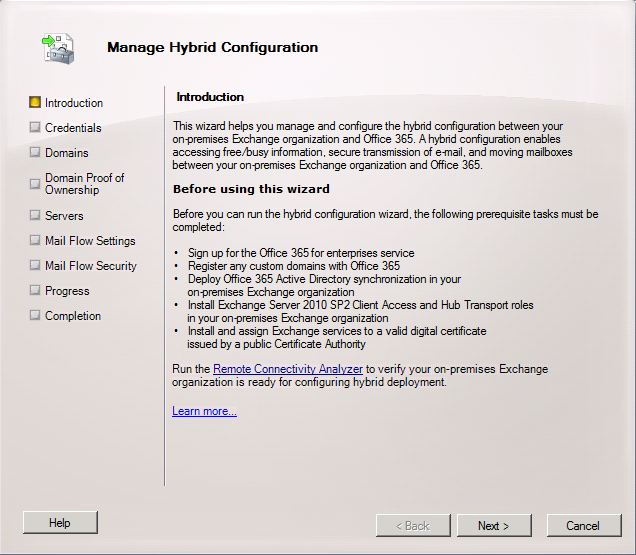 Manage Hybrid Configuration
Introduction
Credentials
Domains
Domain Proof of
Ownership
Servers
Mail Flow Settings
Mail Flow Security
Progress
Completion
Introduction
This wizard helps you manage and configure the hybrid configuration between your
on-premises Exchange organization and Office 365. A hybrid configuration enables
accessing free/busy information, secure transmission of e-mail, and moving mailboxes
between your on-premises Exchange organization and Office 365.
Before using this wizard
Before you can run the hybrid configuration wizard, the following prerequisite tasks must be
completed:
• Sign up for the Office 365 for enterprises service
• Register any custom domains with Office 365
• Deploy Office 365 Active Directory synchronization in your
on-premises Exchange organization
• Install Exchange Server 2010 SP2 Client Access and Hub Transport roles
in your on-premises Exchange organization
• Install and assign Exchange services to a valid digital certificate
issued by a public Certificate Authority
Run the Remote Connectivity Analyzer to verify your on-premises Exchange
organization is ready for configuring hybrid deployment.
Learn more...
Help
< Back
Next >
Cancel